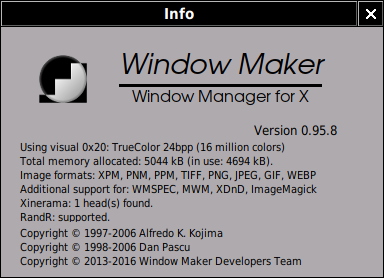 Info
Window Maker
Window Manager for X
Version 0.95.8
Using visual 0x20: TrueColor 24bpp (16 million colors)
Total memory allocated: 5044 kB (in use: 4694 kB).
Image formats: XPM, PNM, PPM, TIFF, PNG, JPEG, GIF, WEBP
Additional support for: WMSPEC, MWM, XDnD, ImageMagick
Xinerama: 1 head(s) found.
RandR: supported.
Copyright © 1997-2006 Alfredo K. Kojima
Copyright © 1998-2006 Dan Pascu
Copyright © 2013-2016 Window Maker Developers Team